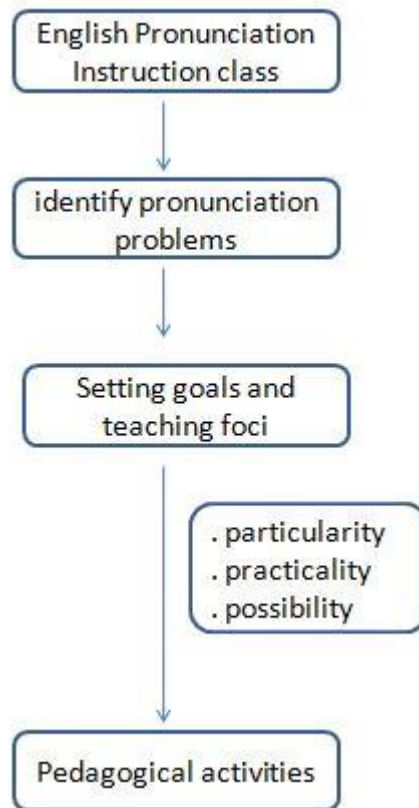 English Pronunciation
Instruction class
identify pronunciation
problems
Setting goals and
teaching foci
. particularity
. practicality
. possibility
Pedagogical activities